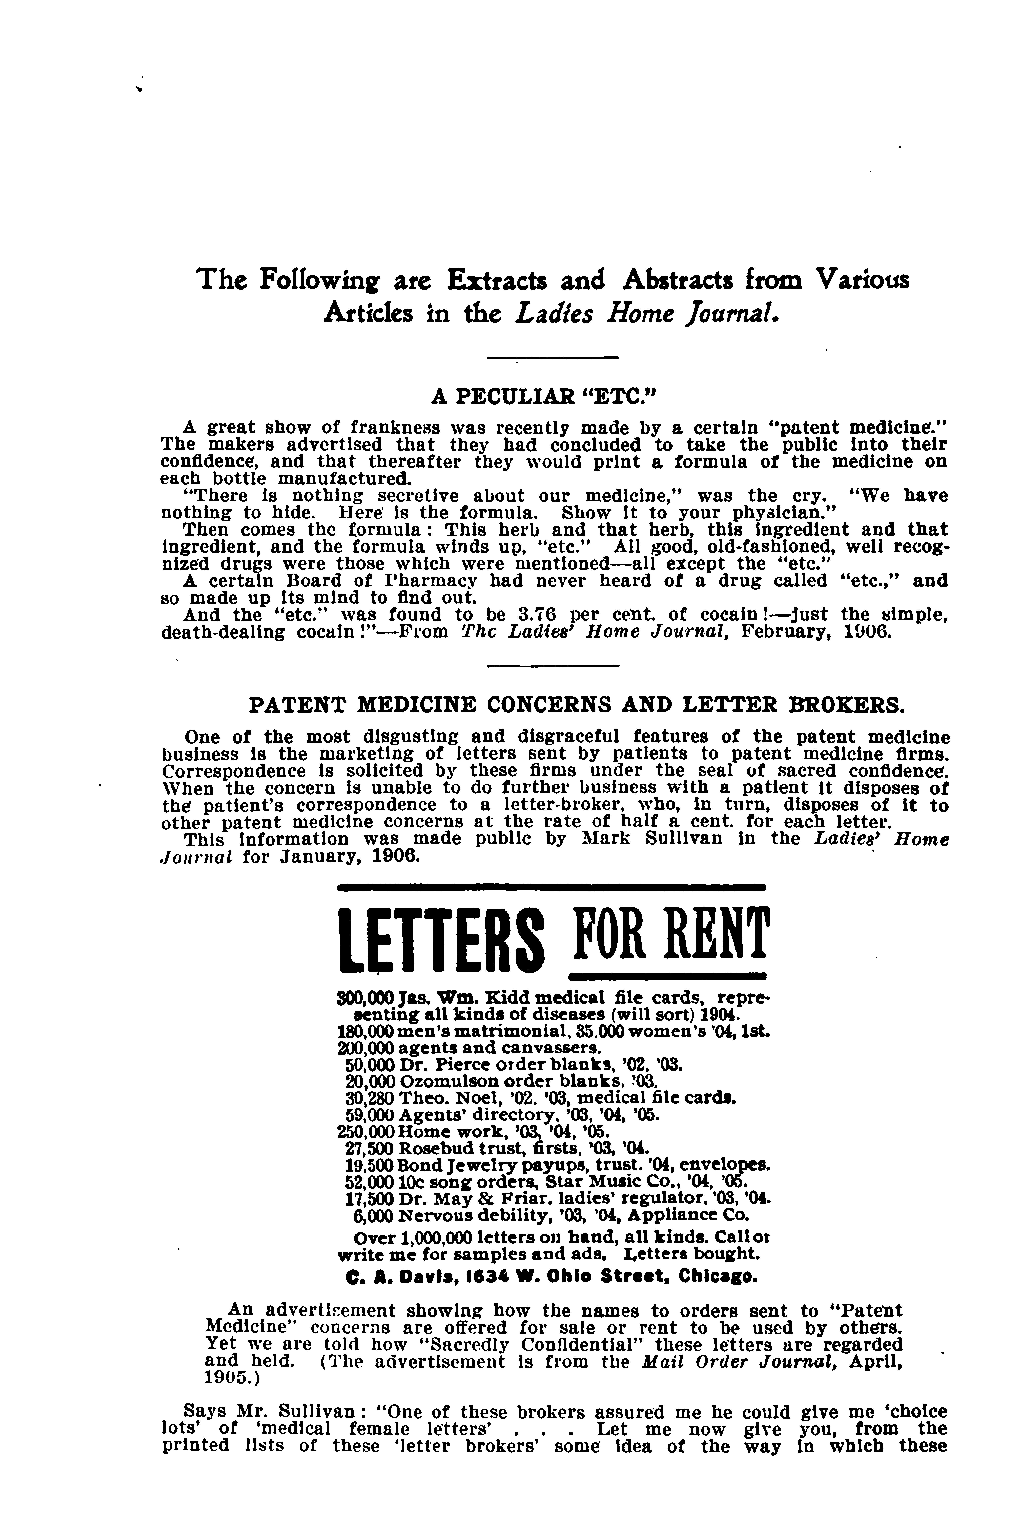 The Following are Extracts and Abstracts from Various
Articles in the Ladies Home Journal.
A PECULIAR “ETC.”
A great show of frankness was recently made by a certain “patent medicine.”
The makers advertised that they had concluded to take the public into their
confidence, and that thereafter they would print a formula of the medicine on
each bottle manufactured.
“There is nothing secretive about our medicine,” was the cry. “We have
nothing to hide. Here is the formula. Show it to your physician.”
Then comes the formula: This herb and that herb, this ingredient and that
ingredient, and the formula winds up, “etc.” All good, old-fashioned, well recog-
nized drugs were those which were mentioned—all except the “etc.”
A certain Board of Pharmacy had never heard of a drug called “etc.,” and
so made up its mind to find out.
And the “etc.” was found to be 3.76 per cent. of cocain!—just the simple,
death-dealing cocain!”—From The Ladies’ Home Journal, February, 1906.
PATENT MEDICINE CONCERNS AND LETTER BROKERS.
One of the most disgusting and disgraceful features of the patent medicine
business is the marketing of letters sent by patients to patent medicine firms.
Correspondence is solicited by these firms under the seal of sacred confidence.
When the concern is unable to do further business with a patient it disposes of
the patient’s correspondence to a letter-broker, who, in turn, disposes of it to
other patent medicine concerns at the rate of half a cent. for each letter.
This information was made public by Mark Sullivan in the Ladies’ Home
Journal for January, 1906.
LETTERS FOR RENT
300,000 Jas. Wm. Kidd medical file cards, repre-
senting all kinds of diseases (will sort) 1904.
180,000 men’s matrimonial, 35,000 women’s ’04, 1st.
200,000 agents and canvassers.
50,000 Dr. Pierce order blanks, ’02, ’03.
20,000 Ozomulson order blanks, ’03.
30,280 Theo. Noel, ’02, ’03, medical file cards.
59,000 Agents’ directory, ’03, ’04, ’05.
250,000 Home work, ’03, ’04, ’05.
27,500 Rosebud trust, firsts, ’03, ’04.
19,500 Bond Jewelry payups, trust. ’04, envelopes.
52,000 10c song orders, Star Music Co., ’04, ’05.
17,500 Dr. May & Friar, ladies’ regulator, ’03, ’04.
6,000 Nervous debility, ’03, ’04, Appliance Co.
Over 1,000,000 letters on hand, all kinds. Call or
write me for samples and ads. Letters bought.
C. A. Davis, 1634 W. Ohio Street, Chicago.
An advertisement showing how the names to orders sent to “Patent
Medicine” concerns are offered for sale or rent to be used by others.
Yet we are told how “Sacredly Confidential” these letters are regarded
and held. (The advertisement is from the Mail Order Journal, April,
1905.)
Says Mr. Sullivan: “One of these brokers assured me he could give me ‘choice
lots’ of ‘medical female letters’ . . . Let me now give you, from the
printed lists of these ‘letter brokers’ some idea of the way in which these